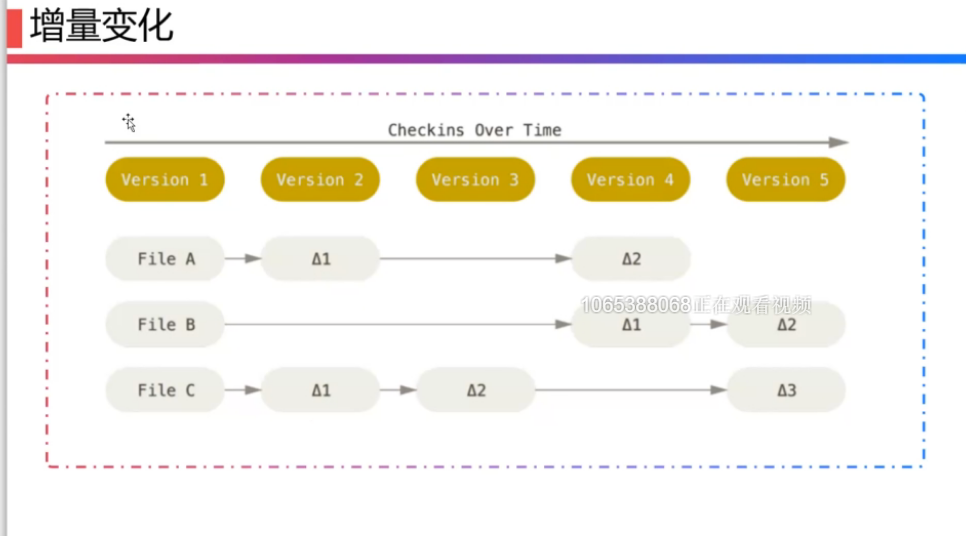 增量变化
Checkins Over Time
Version 1 Version 2 Version 3 Version 4 Version 5
File A Δ1 Δ2
1065388068正在观看视频
File B Δ1 Δ2
File C Δ1 Δ2 Δ3